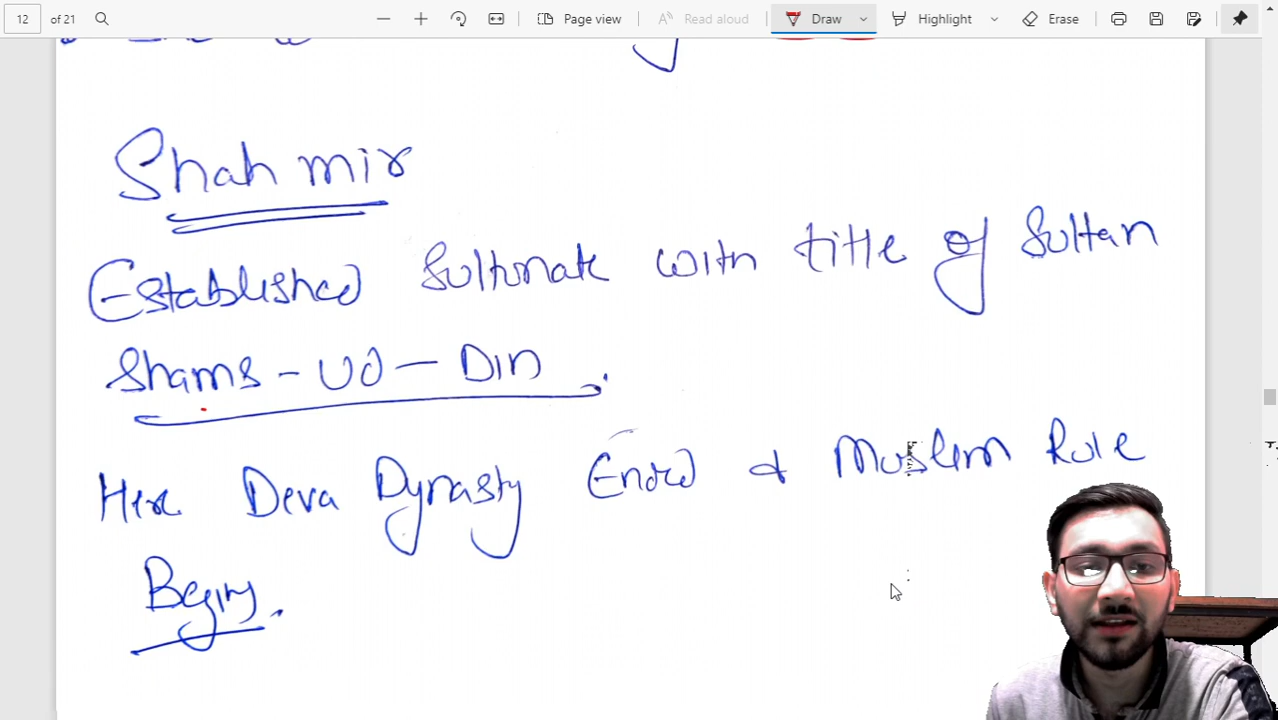 12 of 21 Page view Read aloud Draw Highlight Erase
Shah mir
Established Sultunate with title of Sultan
Shams - Ud - Din .
Here Deva Dynasty Ended & Muslim Rule
Begins .